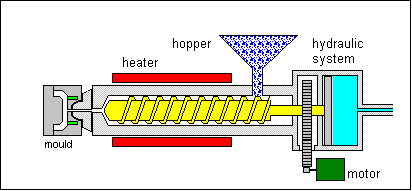 hopper
hydraulic
system
heater
mould
motor